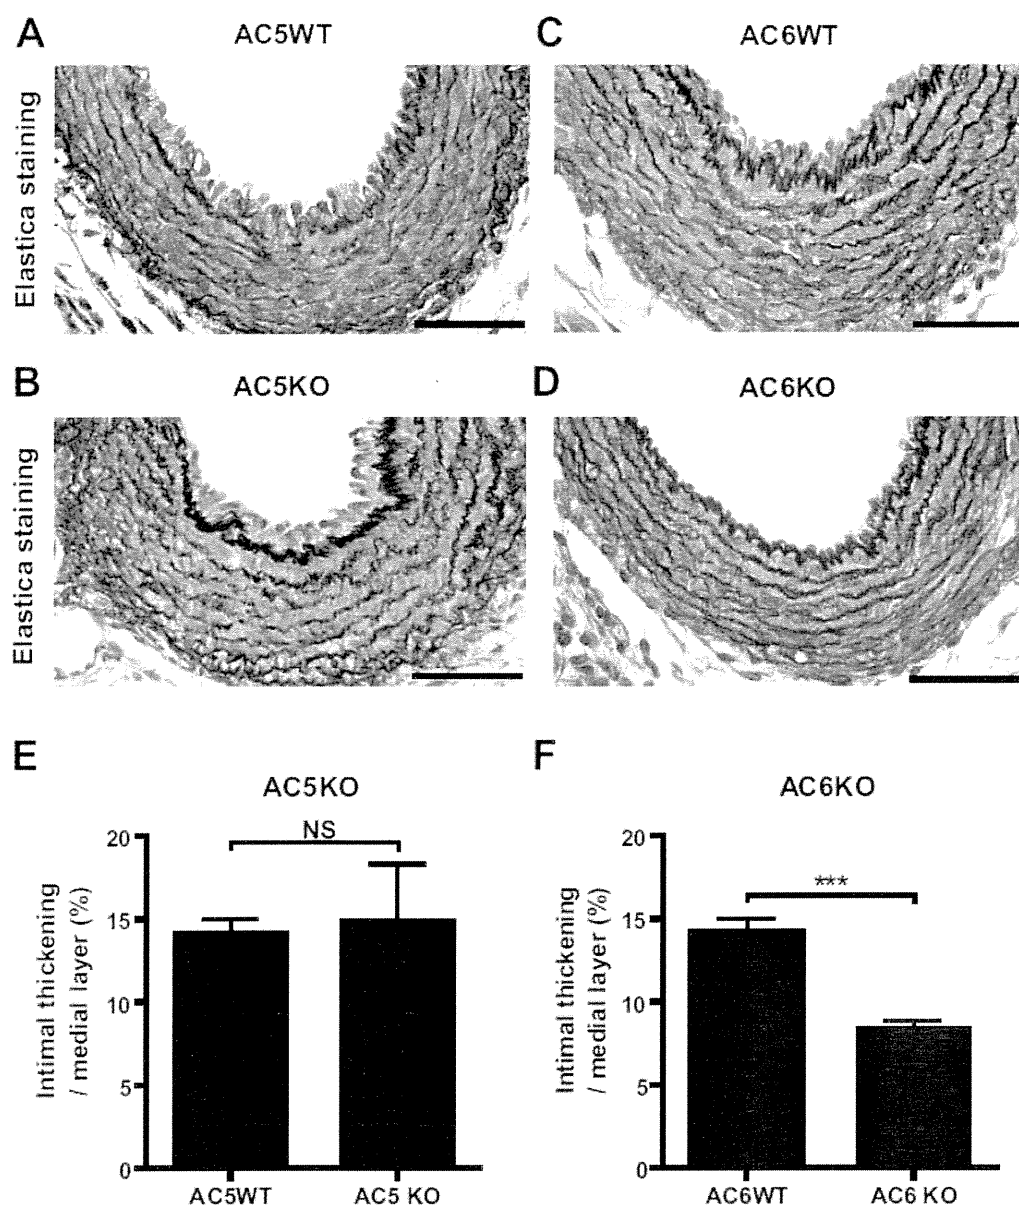 A
AC5WT
C
AC6WT
Elastica staining
B
AC5KO
D
AC6KO
Elastica staining
E
AC5KO
Intimal thickening
/ medial layer (%)
20
15
10
5
0
NS
AC5WT
AC5 KO
F
AC6KO
Intimal thickening
/ medial layer (%)
20
15
10
5
0
***
AC6WT
AC6 KO